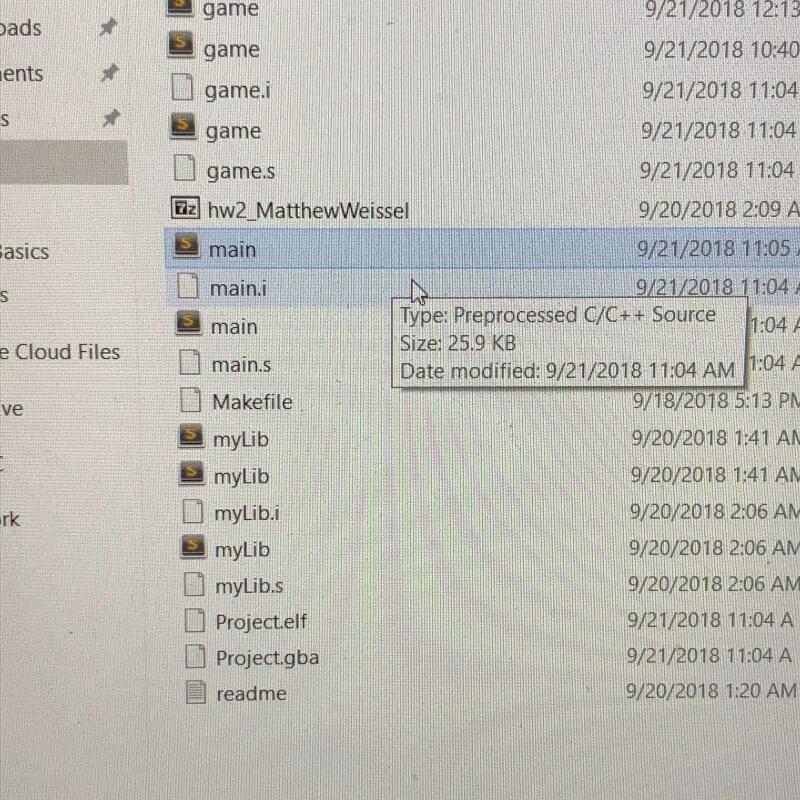 game 9/21/2018 12:13
oads
game 9/21/2018 10:40
ents
game.i 9/21/2018 11:04
s
game 9/21/2018 11:04
game.s 9/21/2018 11:04
hw2_MatthewWeissel 9/20/2018 2:09 A
Basics
main 9/21/2018 11:05
s
main.i 9/21/2018 11:04 A
Type: Preprocessed C/C++ Source
main 1:04 A
Size: 25.9 KB
e Cloud Files
main.s 1:04 A
Date modified: 9/21/2018 11:04 AM
ve
Makefile 9/18/2018 5:13 PM
myLib 9/20/2018 1:41 AM
myLib 9/20/2018 1:41 AM
rk
myLib.i 9/20/2018 2:06 AM
myLib 9/20/2018 2:06 AM
myLib.s 9/20/2018 2:06 AM
Project.elf 9/21/2018 11:04 A
Project.gba 9/21/2018 11:04 A
readme 9/20/2018 1:20 AM